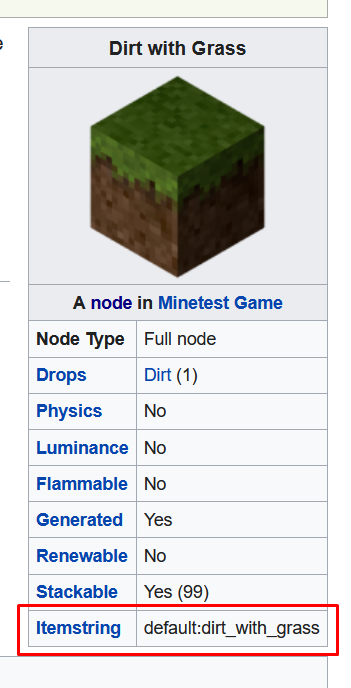 e
Dirt with Grass
A node in Minetest Game
Node Type Full node
Drops Dirt (1)
Physics No
Luminance No
Flammable No
Generated Yes
Renewable No
Stackable Yes (99)
Itemstring default:dirt_with_grass